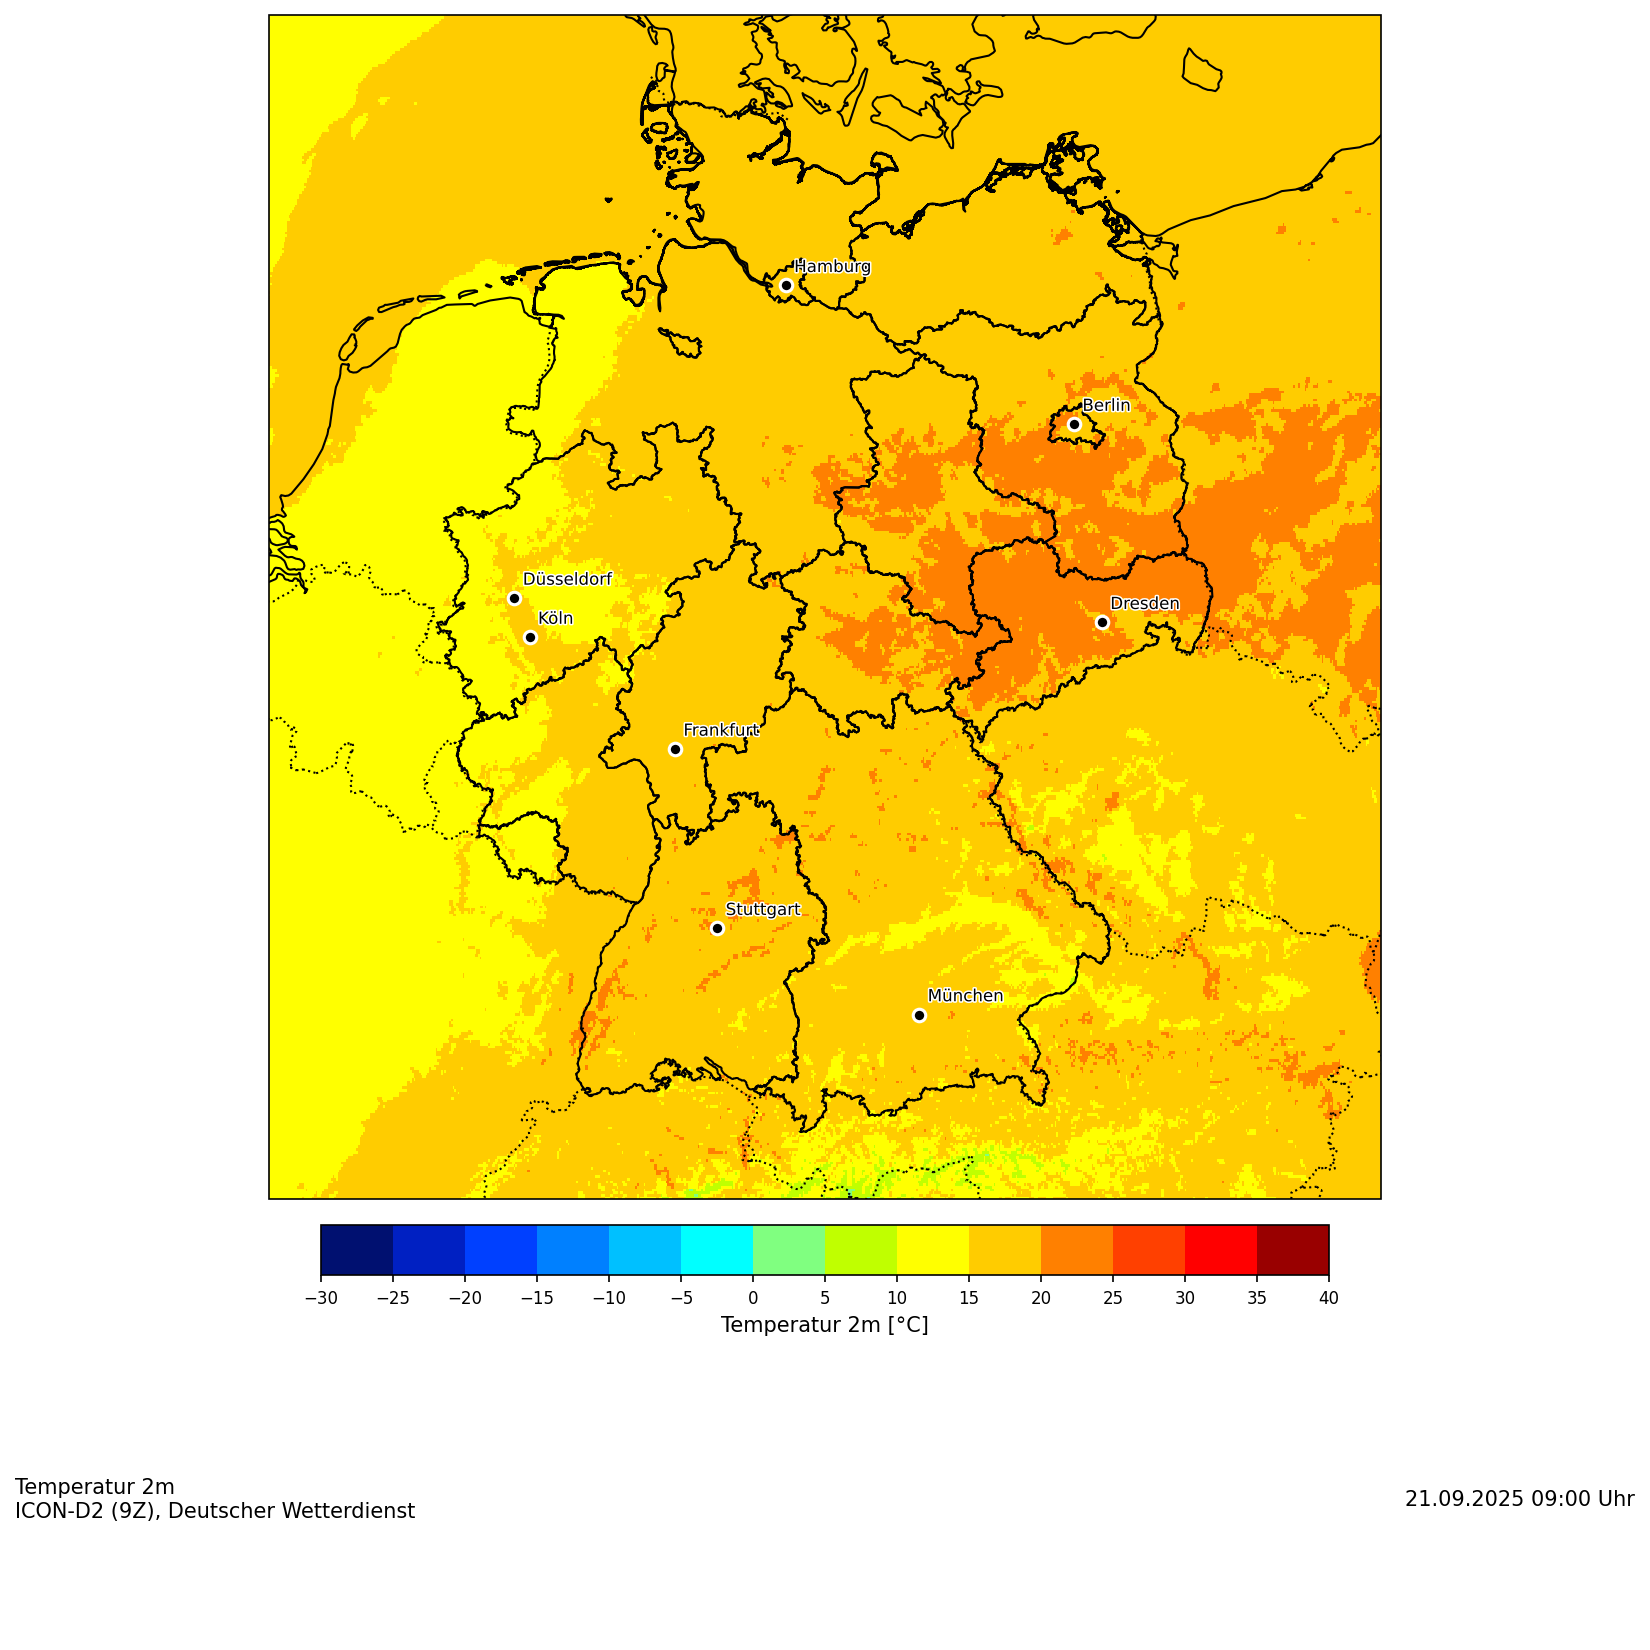 Hamburg
Berlin
Düsseldorf
Köln
Dresden
Frankfurt
Stuttgart
München
−30 −25 −20 −15 −10 −5 0 5 10 15 20 25 30 35 40
Temperatur 2m [°C]
Temperatur 2m
ICON-D2 (9Z), Deutscher Wetterdienst
21.09.2025 09:00 Uhr